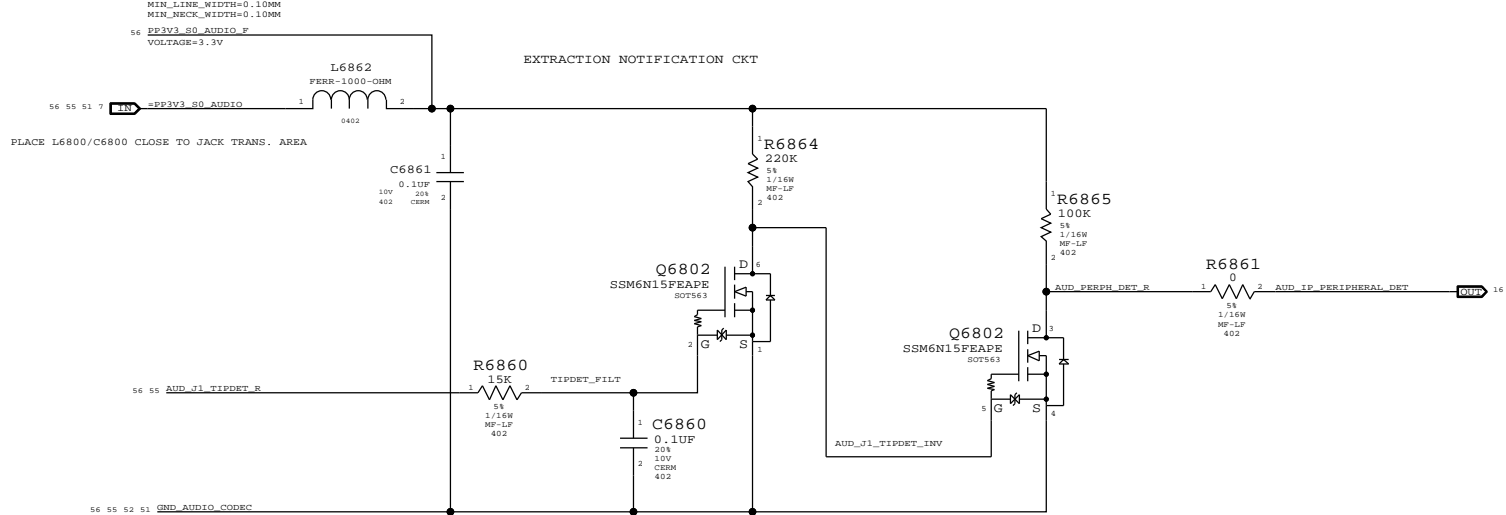 MIN_LINE_WIDTH=0.10MM
MIN_NECK_WIDTH=0.10MM
56 PP3V3_S0_AUDIO_F
VOLTAGE=3.3V
EXTRACTION NOTIFICATION CKT
L6862
FERR-1000-OHM
56 55 51 7 IN =PP3V3_S0_AUDIO
1 2
0402
PLACE L6800/C6800 CLOSE TO JACK TRANS. AREA
1
C6861
0.1UF
10V 20%
402 CERM
2
1
R6864
220K
5%
1/16W
MF-LF
402
2
1
R6865
100K
5%
1/16W
MF-LF
402
2
Q6802
SSM6N15FEAPE
SOT563
D 6
2 G S 1
R6861
0
AUD_PERPH_DET_R 1 2 AUD_IP_PERIPHERAL_DET OUT 16
5%
1/16W
MF-LF
402
Q6802
SSM6N15FEAPE
SOT563
D 3
5 G S 4
R6860
15K
56 55 AUD_J1_TIPDET_R 1 2 TIPDET_FILT
5%
1/16W
MF-LF
402
1
C6860
0.1UF
20%
10V
CERM
402
2
AUD_J1_TIPDET_INV
56 55 52 51 GND_AUDIO_CODEC